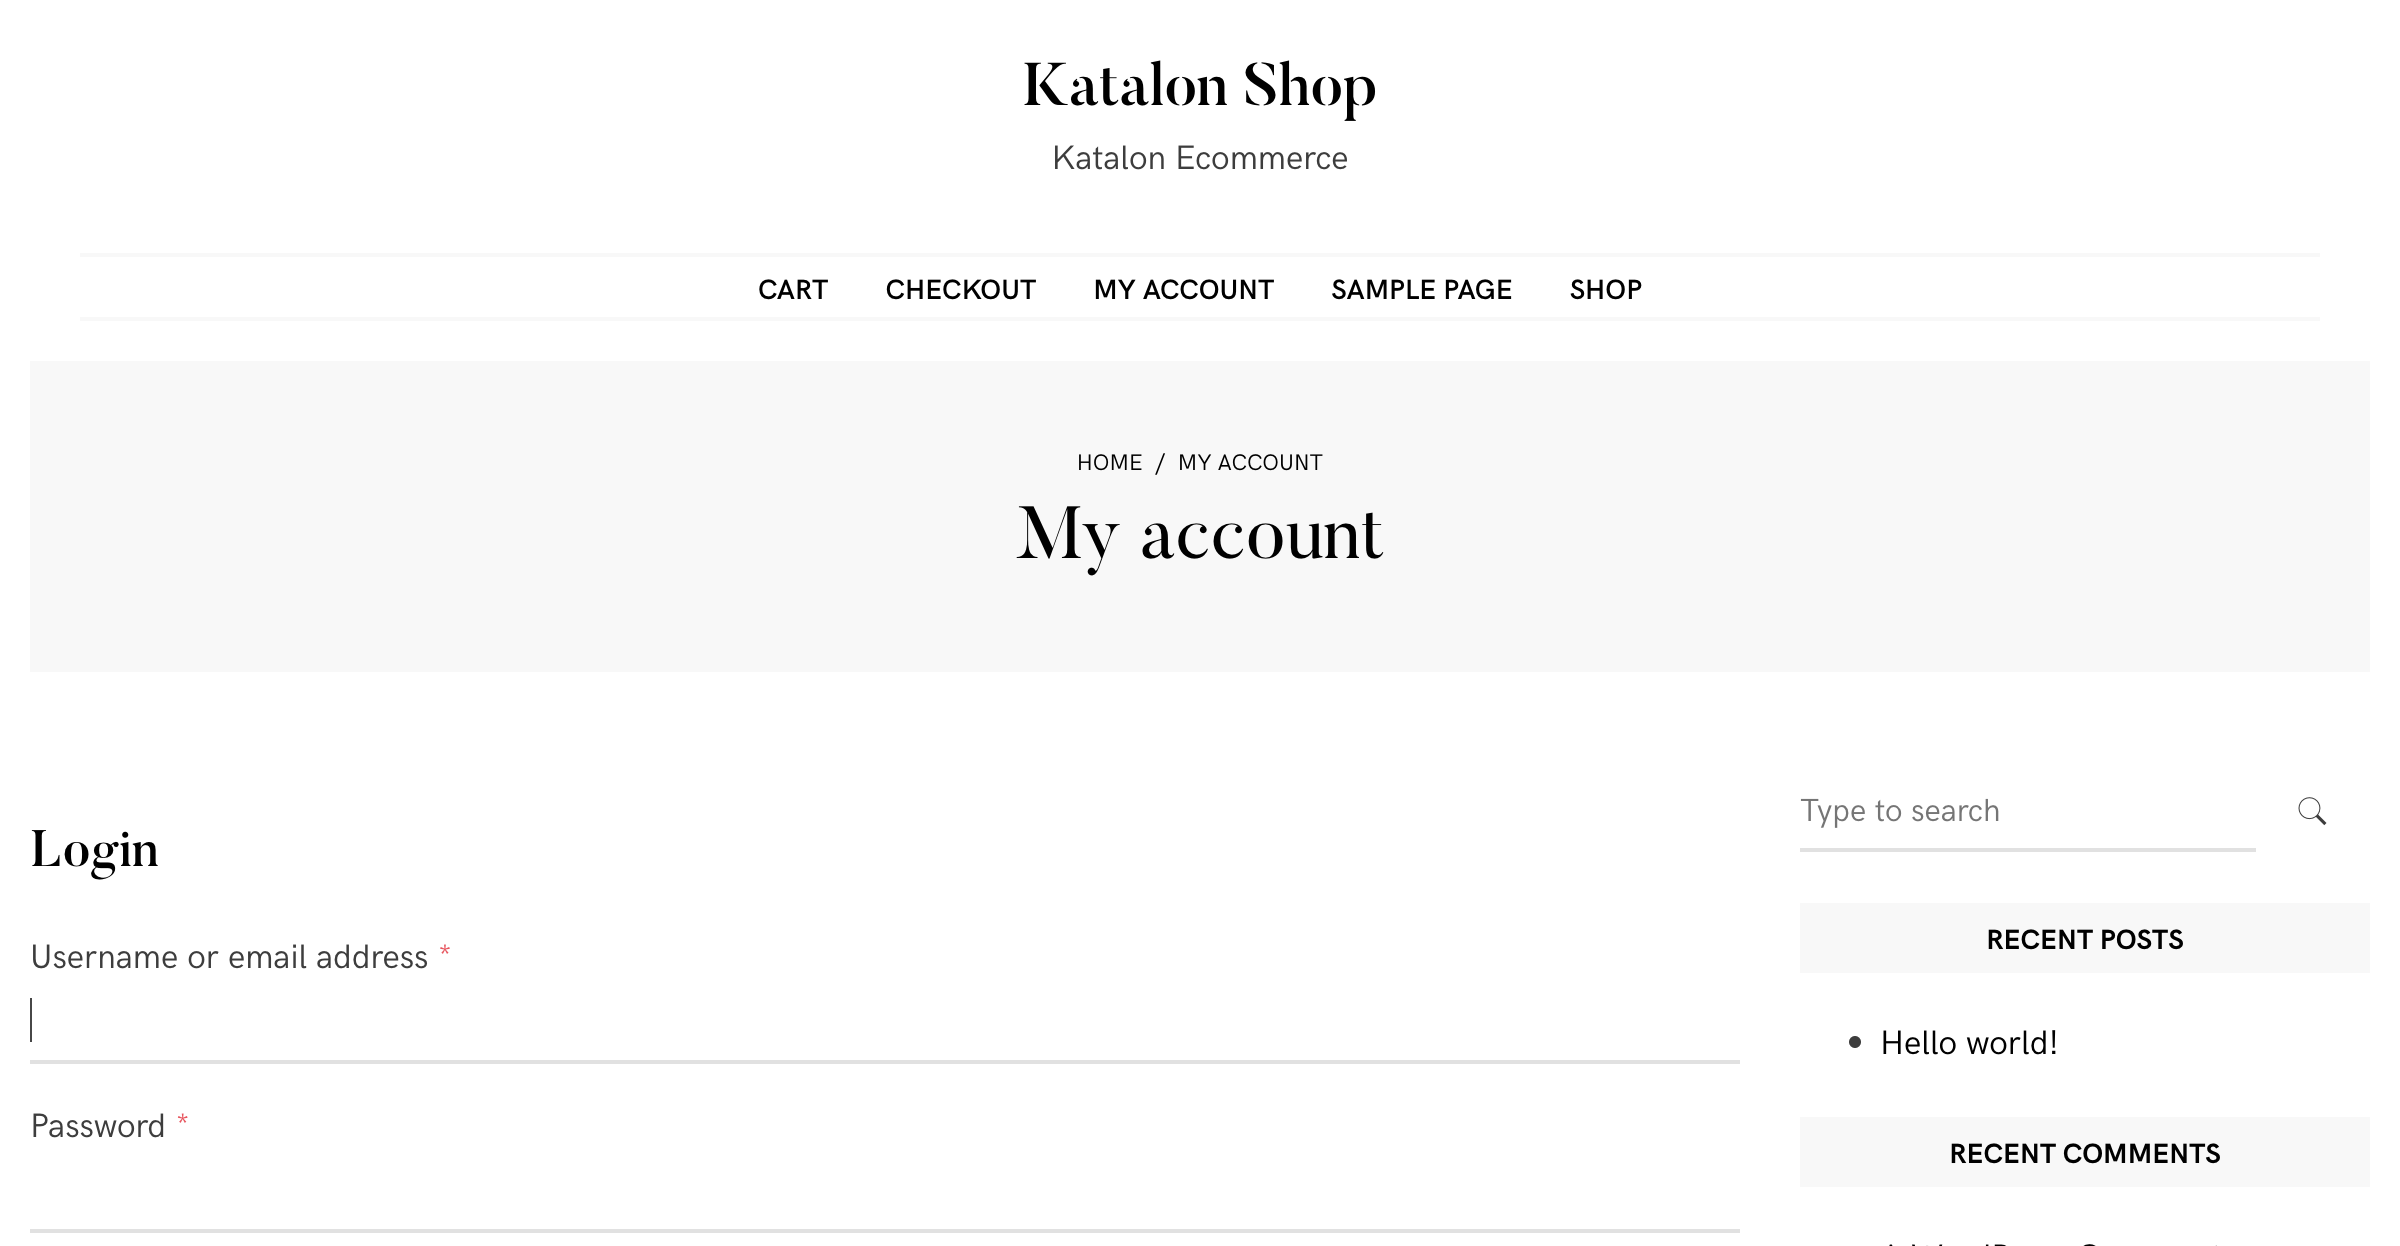 Katalon Shop
Katalon Ecommerce
CART CHECKOUT MY ACCOUNT SAMPLE PAGE SHOP
HOME / MY ACCOUNT
My account
Login
Username or email address *
Password *
Type to search
RECENT POSTS
Hello world!
RECENT COMMENTS